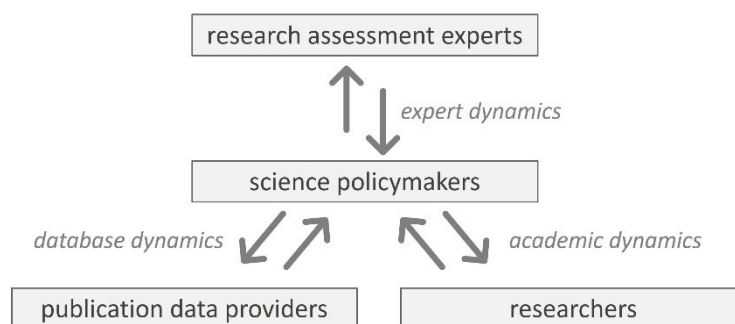 research assessment experts
expert dynamics
science policymakers
database dynamics
academic dynamics
publication data providers
researchers